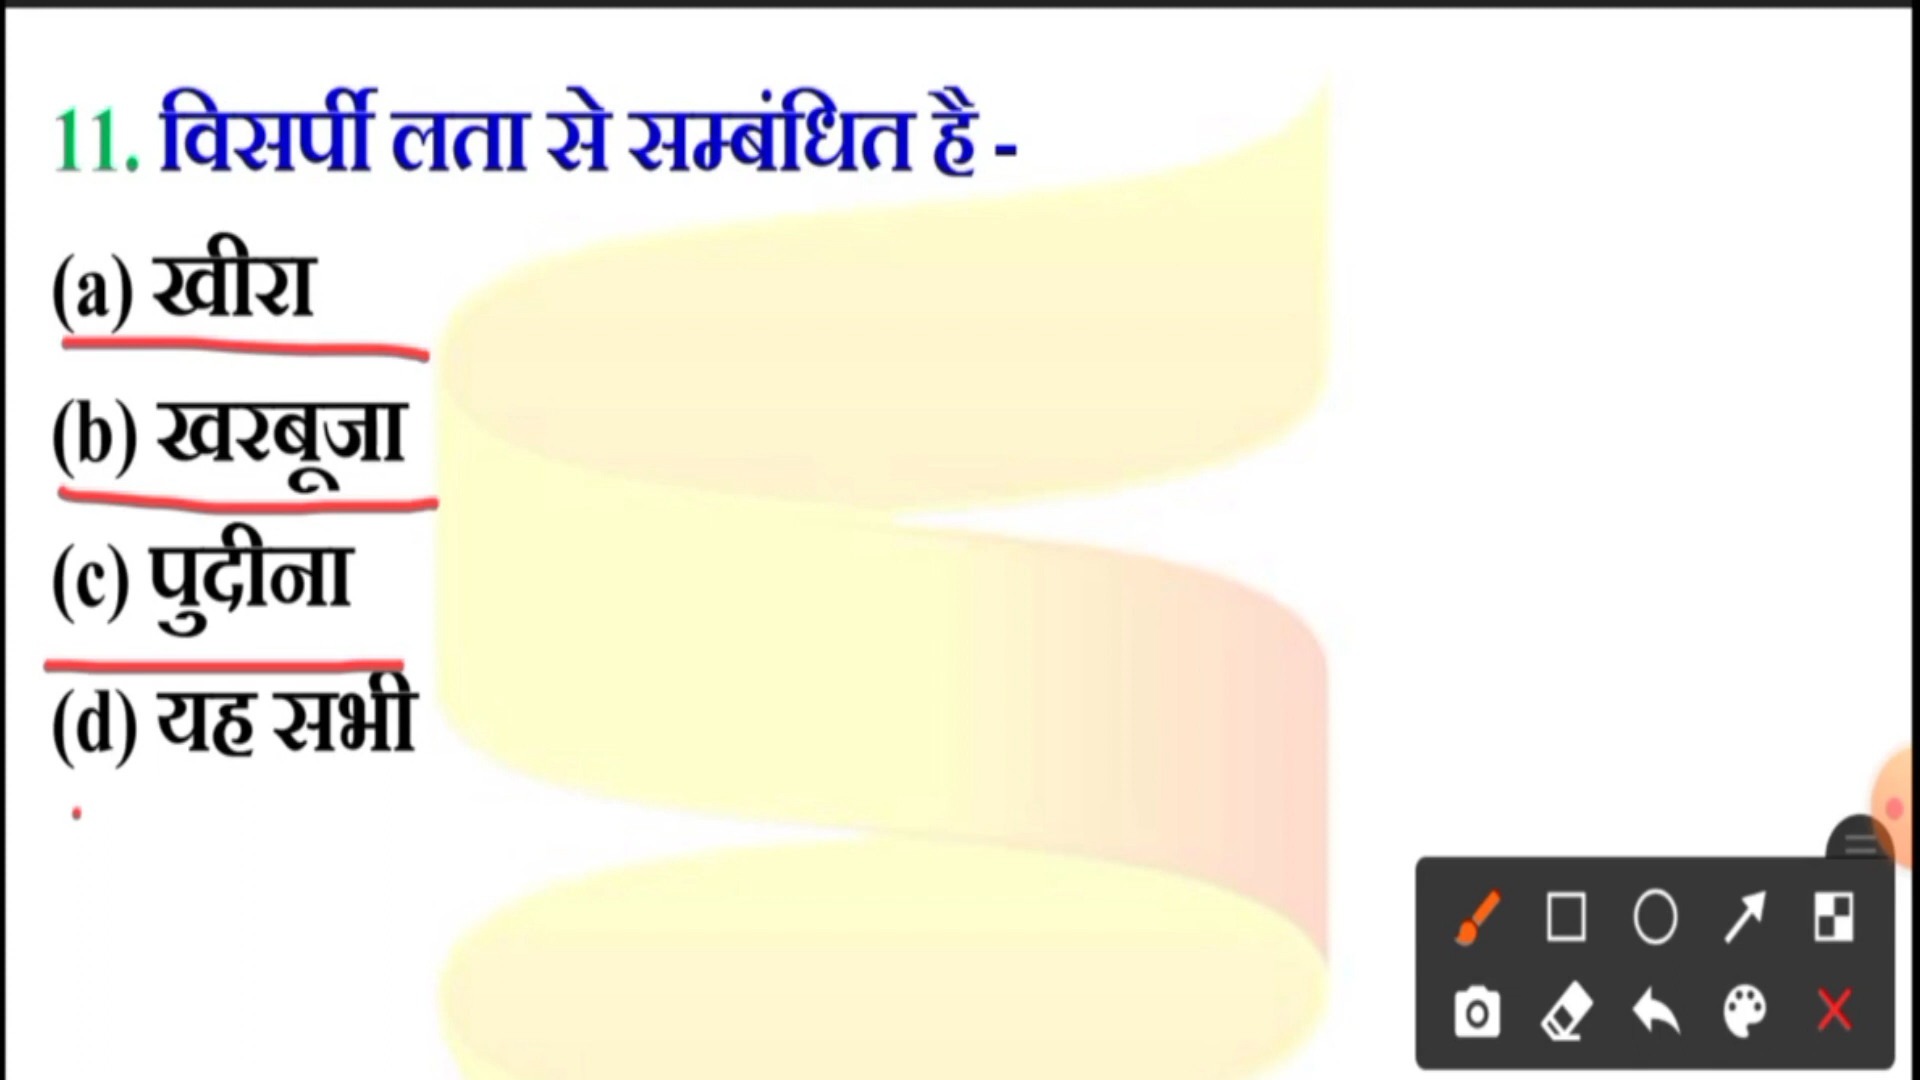 11. विसर्पी लता से सम्बंधित है -
(a) खीरा
(b) खरबूजा
(c) पुदीना
(d) यह सभी